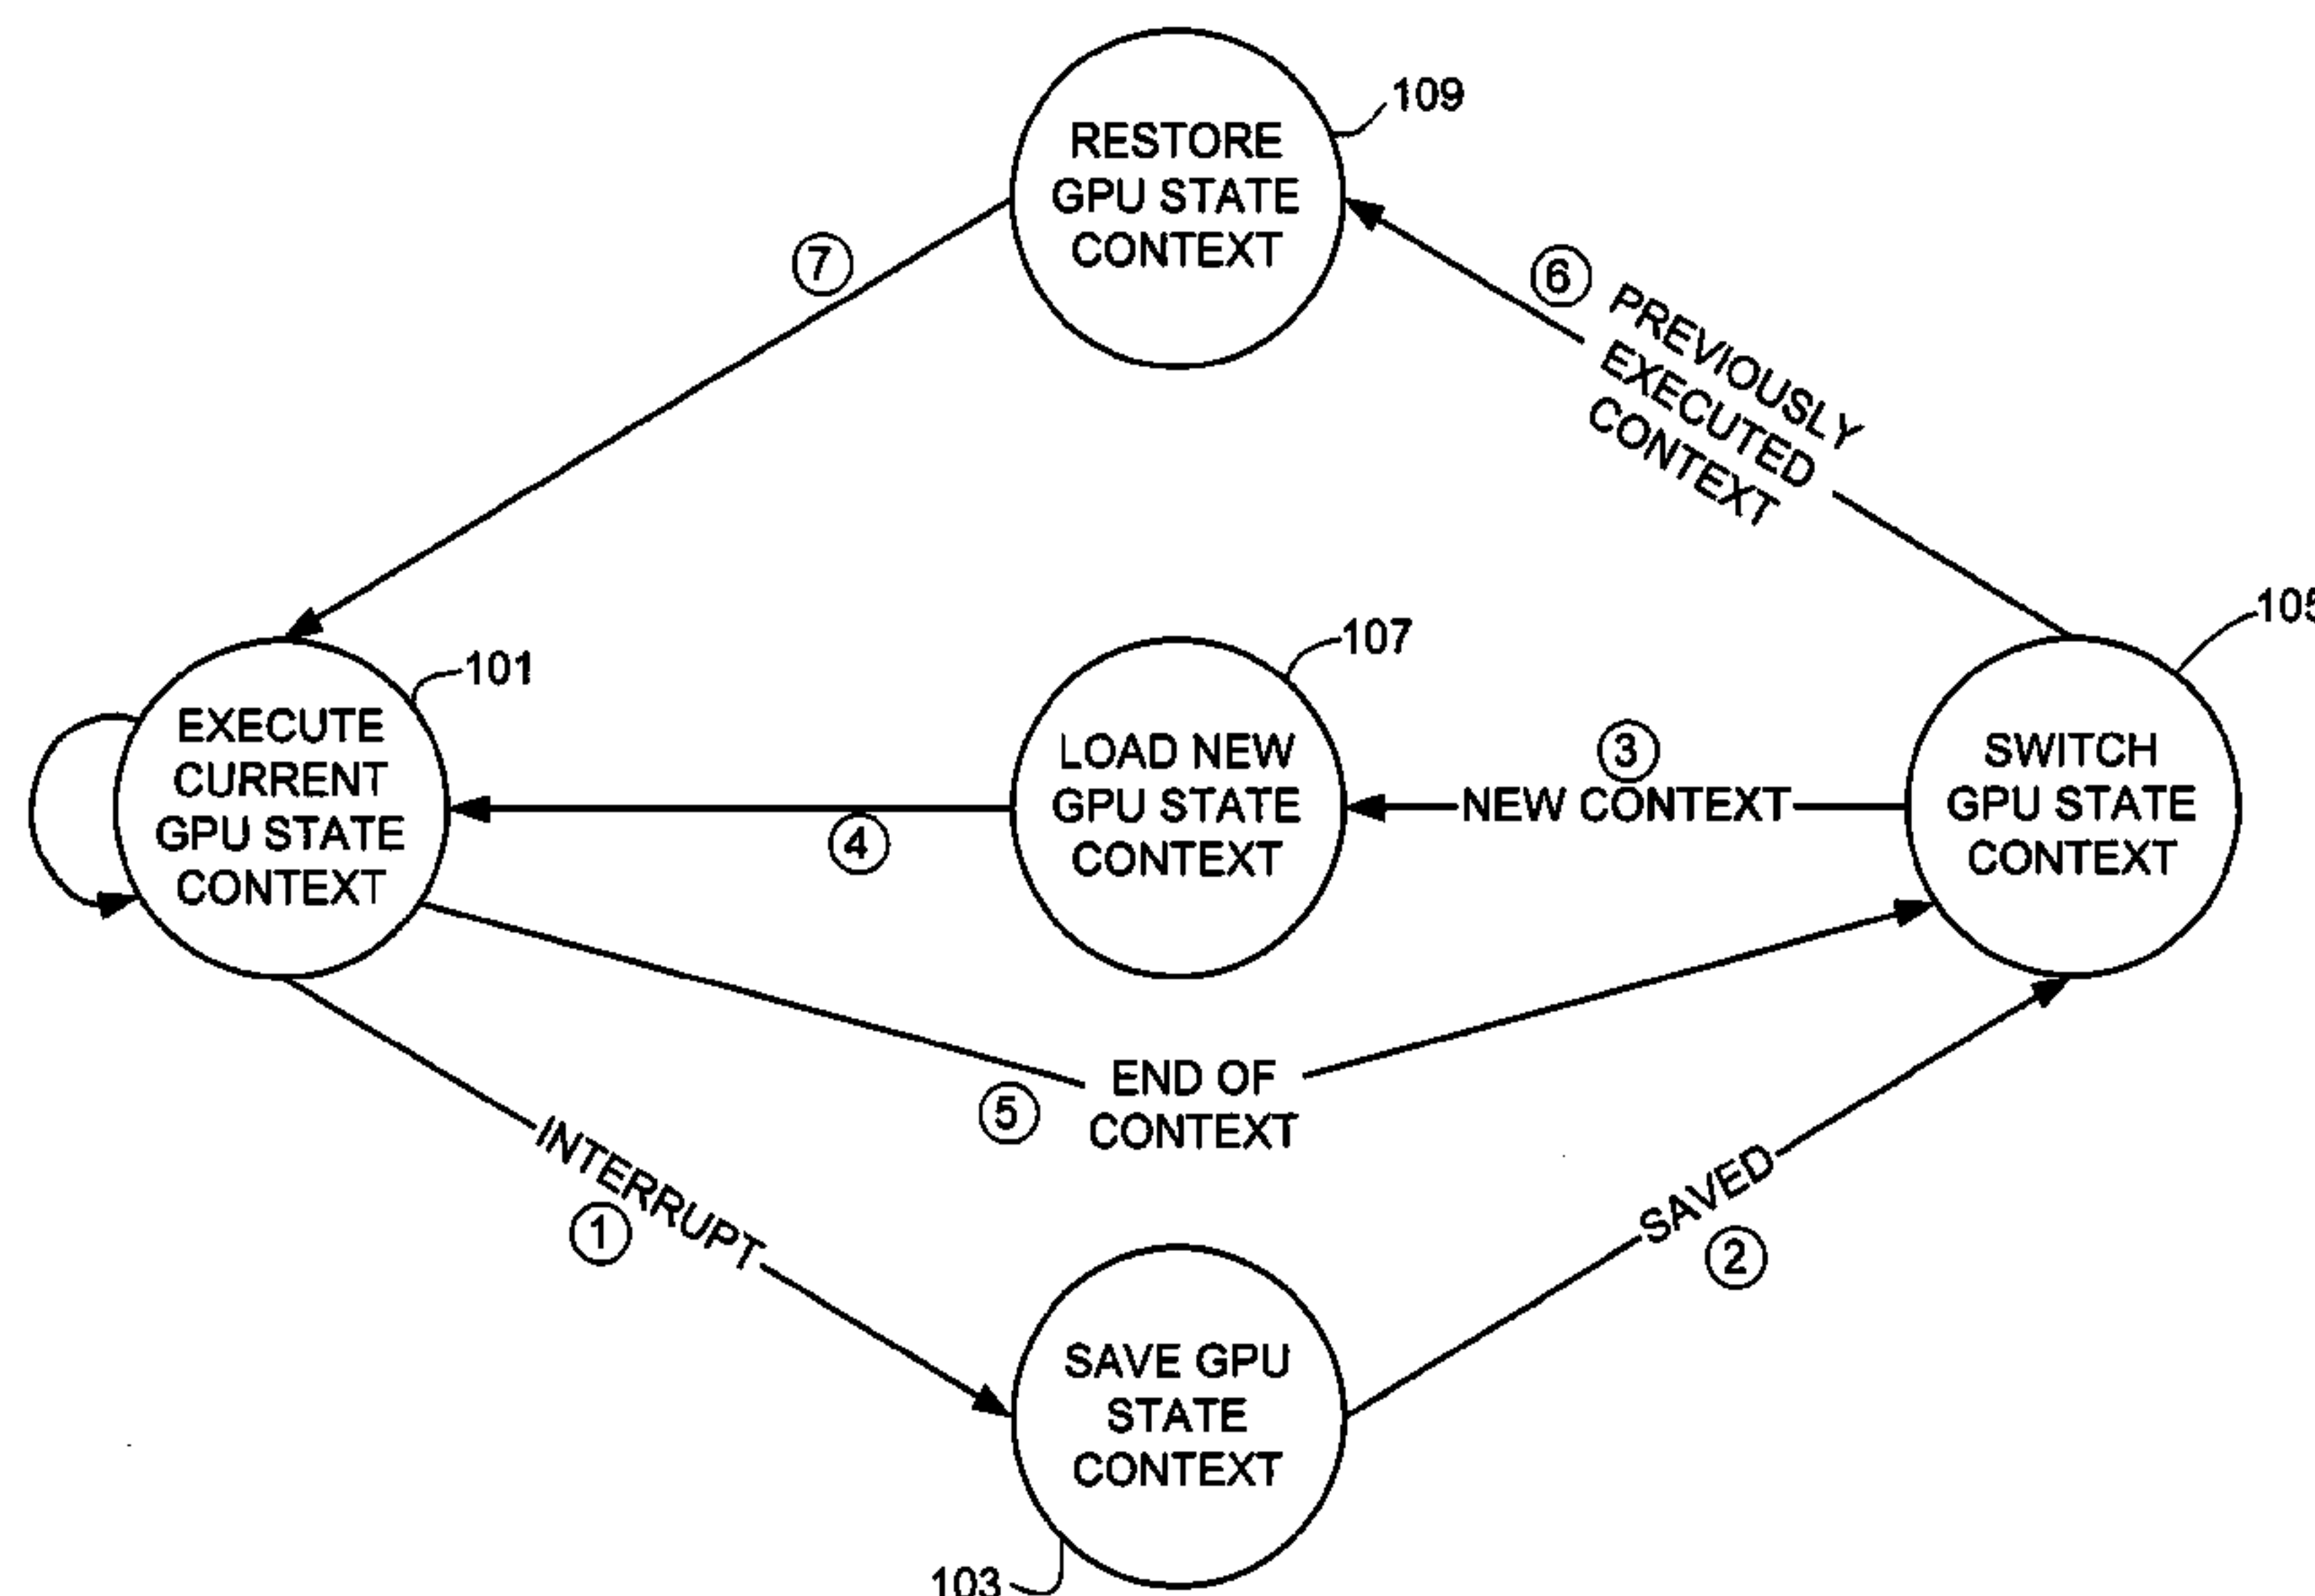 109
RESTORE
GPU STATE
CONTEXT
7
6
PREVIOUSLY
EXECUTED
CONTEXT
105
107
101
EXECUTE
CURRENT
GPU STATE
CONTEXT
LOAD NEW
GPU STATE
CONTEXT
3
NEW CONTEXT
SWITCH
GPU STATE
CONTEXT
4
END OF
CONTEXT
5
INTERRUPT
1
SAVED
2
SAVE GPU
STATE
CONTEXT
103